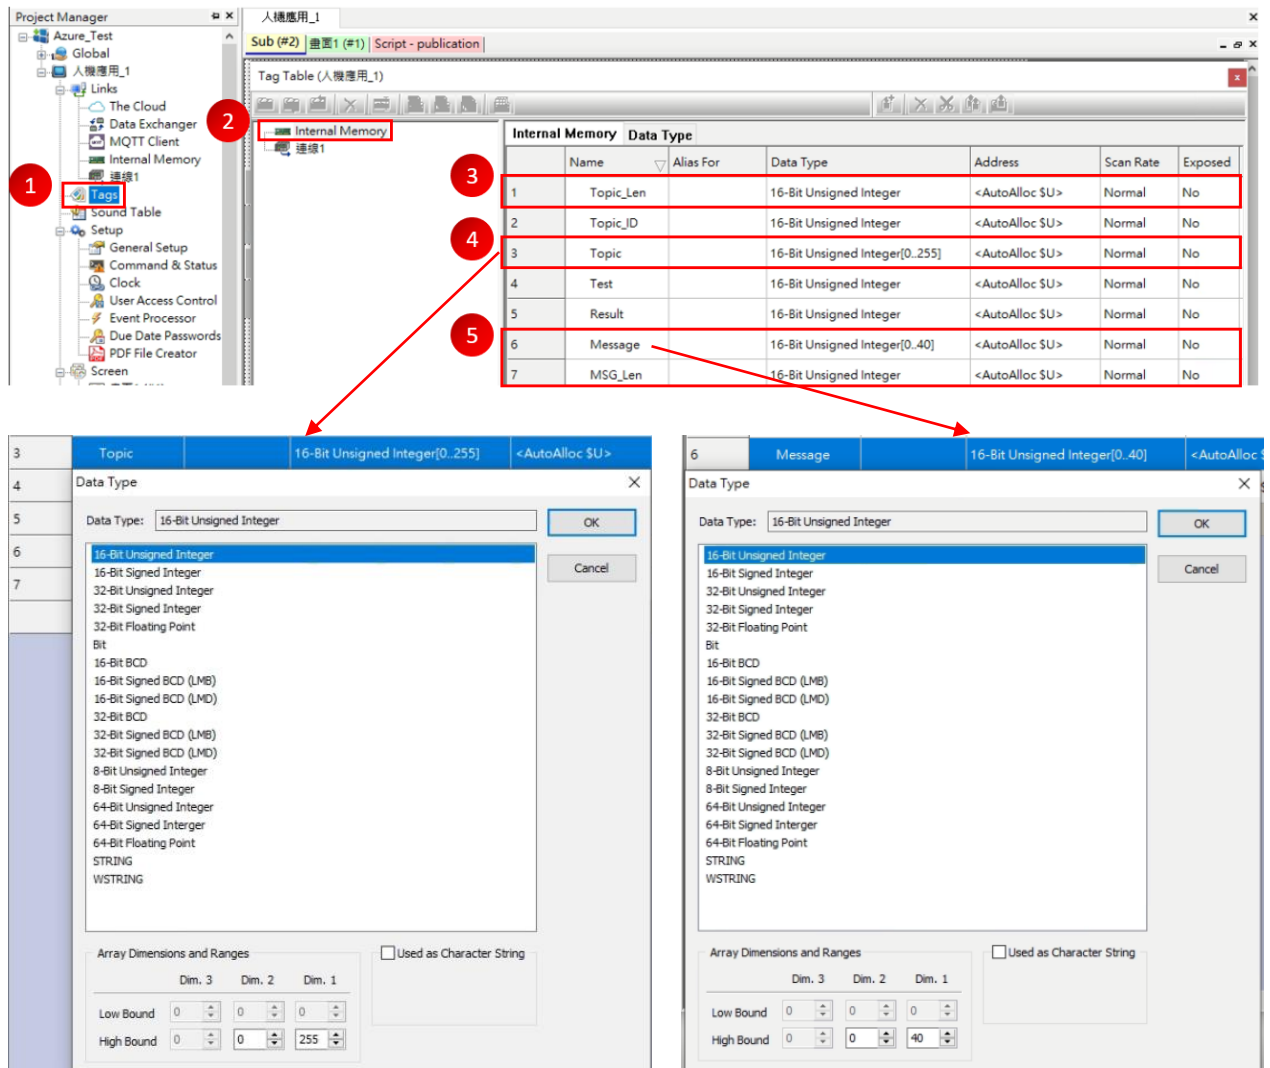 Project Manager
Azure_Test
Global
人機應用_1
Links
The Cloud
Data Exchanger
MQTT Client
Internal Memory
連線1
Tags
Sound Table
Setup
General Setup
Command & Status
Clock
User Access Control
Event Processor
Due Date Passwords
PDF File Creator
Screen
1
人機應用_1
Sub (#2) 畫面1 (#1) Script - publication
Tag Table (人機應用_1)
2
Internal Memory
連線1
Internal Memory Data Type
Name Alias For Data Type Address Scan Rate Exposed
3
1 Topic_Len 16-Bit Unsigned Integer <AutoAlloc $U> Normal No
2 Topic_ID 16-Bit Unsigned Integer <AutoAlloc $U> Normal No
4
3 Topic 16-Bit Unsigned Integer[0..255] <AutoAlloc $U> Normal No
4 Test 16-Bit Unsigned Integer <AutoAlloc $U> Normal No
5 Result 16-Bit Unsigned Integer <AutoAlloc $U> Normal No
5
6 Message 16-Bit Unsigned Integer[0..40] <AutoAlloc $U> Normal No
7 MSG_Len 16-Bit Unsigned Integer <AutoAlloc $U> Normal No
3 Topic 16-Bit Unsigned Integer[0..255] <AutoAlloc $U>
4
5
6
7
Data Type
Data Type: 16-Bit Unsigned Integer OK
Cancel
16-Bit Unsigned Integer
16-Bit Signed Integer
32-Bit Unsigned Integer
32-Bit Signed Integer
32-Bit Floating Point
Bit
16-Bit BCD
16-Bit Signed BCD (LMB)
16-Bit Signed BCD (LMD)
32-Bit BCD
32-Bit Signed BCD (LMB)
32-Bit Signed BCD (LMD)
8-Bit Unsigned Integer
8-Bit Signed Integer
64-Bit Unsigned Integer
64-Bit Signed Interger
64-Bit Floating Point
STRING
WSTRING
Array Dimensions and Ranges Used as Character String
Dim. 3 Dim. 2 Dim. 1
Low Bound 0 0 0
High Bound 0 0 255
6 Message 16-Bit Unsigned Integer[0..40] <AutoAlloc
Data Type
Data Type: 16-Bit Unsigned Integer OK
Cancel
16-Bit Unsigned Integer
16-Bit Signed Integer
32-Bit Unsigned Integer
32-Bit Signed Integer
32-Bit Floating Point
Bit
16-Bit BCD
16-Bit Signed BCD (LMB)
16-Bit Signed BCD (LMD)
32-Bit BCD
32-Bit Signed BCD (LMB)
32-Bit Signed BCD (LMD)
8-Bit Unsigned Integer
8-Bit Signed Integer
64-Bit Unsigned Integer
64-Bit Signed Interger
64-Bit Floating Point
STRING
WSTRING
Array Dimensions and Ranges Used as Character String
Dim. 3 Dim. 2 Dim. 1
Low Bound 0 0 0
High Bound 0 0 40